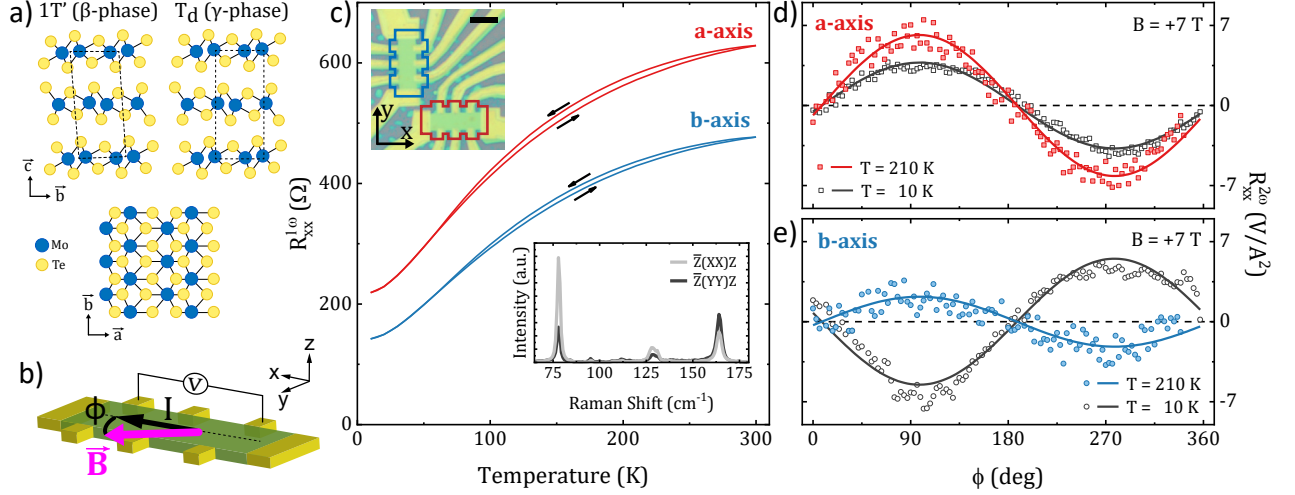 a)
1T' (β-phase)
T_d (γ-phase)
c⃗
b⃗
Mo
Te
b⃗
a⃗
b)
V
z
x
y
ϕ
I
B⃗
c)
y
x
a-axis
b-axis
600
400
200
0
R_xx^1ω (Ω)
0
100
200
300
Temperature (K)
Z̅(XX)Z
Z̅(YY)Z
Intensity (a.u.)
75
100
125
150
175
Raman Shift (cm⁻¹)
d)
a-axis
B = +7 T
T = 210 K
T = 10 K
7
0
-7
e)
b-axis
B = +7 T
T = 210 K
T = 10 K
7
0
-7
R_xx^2ω (V/A²)
0
90
180
270
360
ϕ (deg)